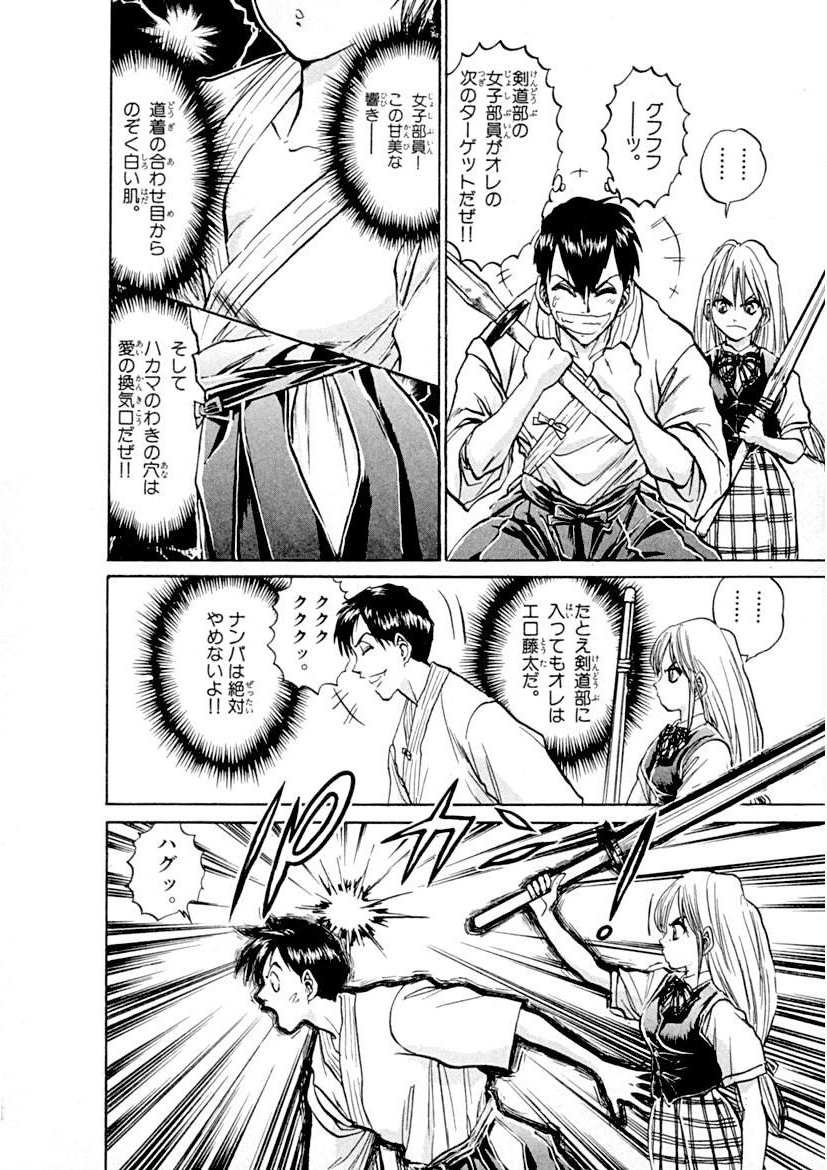 ………
………
グフフフ
――ッ。
剣道部の
女子部員がオレの
次のターゲットだぜ!!
女子部員!
この甘美な
響き――
道着の合わせ目から
のぞく白い肌。
そして
ハカマのわきの穴は
愛の換気口だぜ!!
………
………
たとえ剣道部に
入ってもオレは
エロ藤太だ。
ククク
クククッ。
ナンパは絶対
やめないよ!!
パカ
ハグッ。